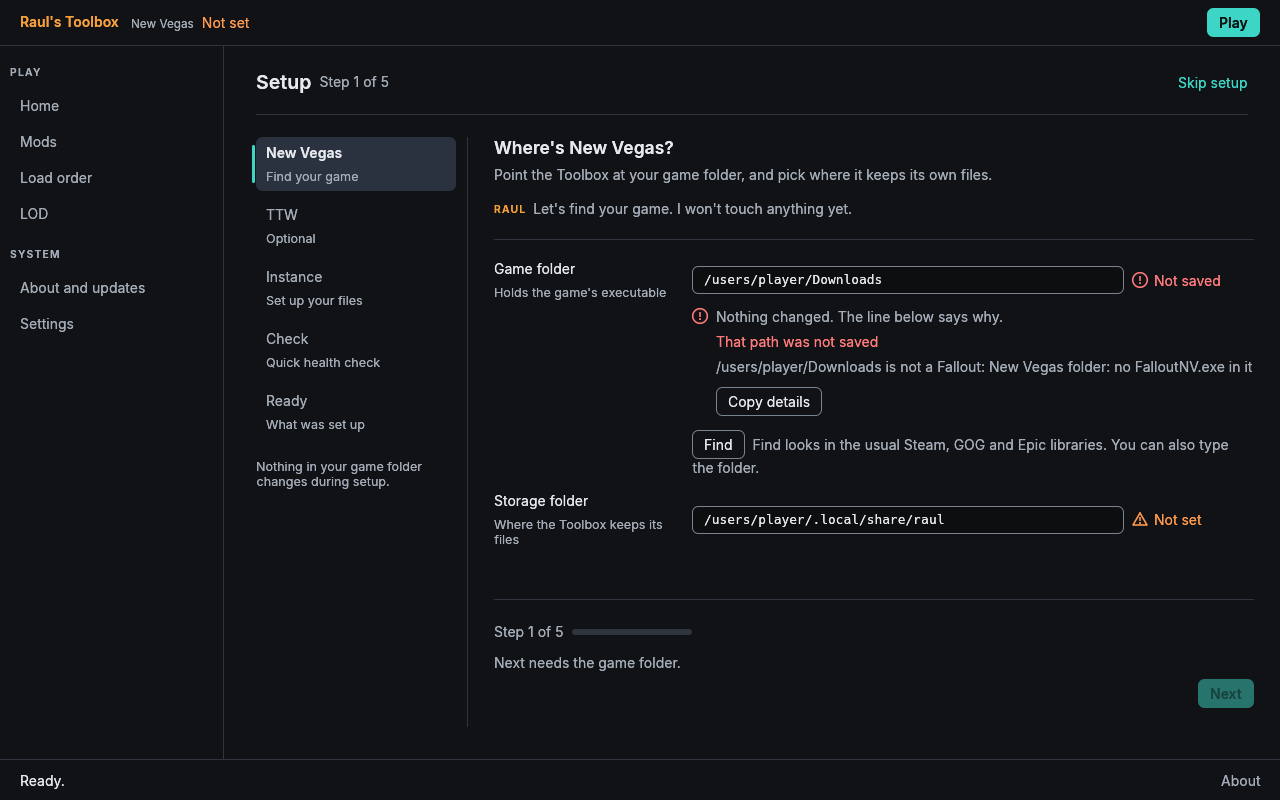 Raul's Toolbox New Vegas Not set
Play
PLAY
Home
Mods
Load order
LOD
SYSTEM
About and updates
Settings
Setup Step 1 of 5
Skip setup
New Vegas
Find your game
TTW
Optional
Instance
Set up your files
Check
Quick health check
Ready
What was set up
Nothing in your game folder
changes during setup.
Where's New Vegas?
Point the Toolbox at your game folder, and pick where it keeps its own files.
RAUL Let's find your game. I won't touch anything yet.
Game folder
Holds the game's executable
/users/player/Downloads
Not saved
Nothing changed. The line below says why.
That path was not saved
/users/player/Downloads is not a Fallout: New Vegas folder: no FalloutNV.exe in it
Copy details
Find Find looks in the usual Steam, GOG and Epic libraries. You can also type
the folder.
Storage folder
Where the Toolbox keeps its
files
/users/player/.local/share/raul
Not set
Step 1 of 5
Next needs the game folder.
Next
Ready.
About